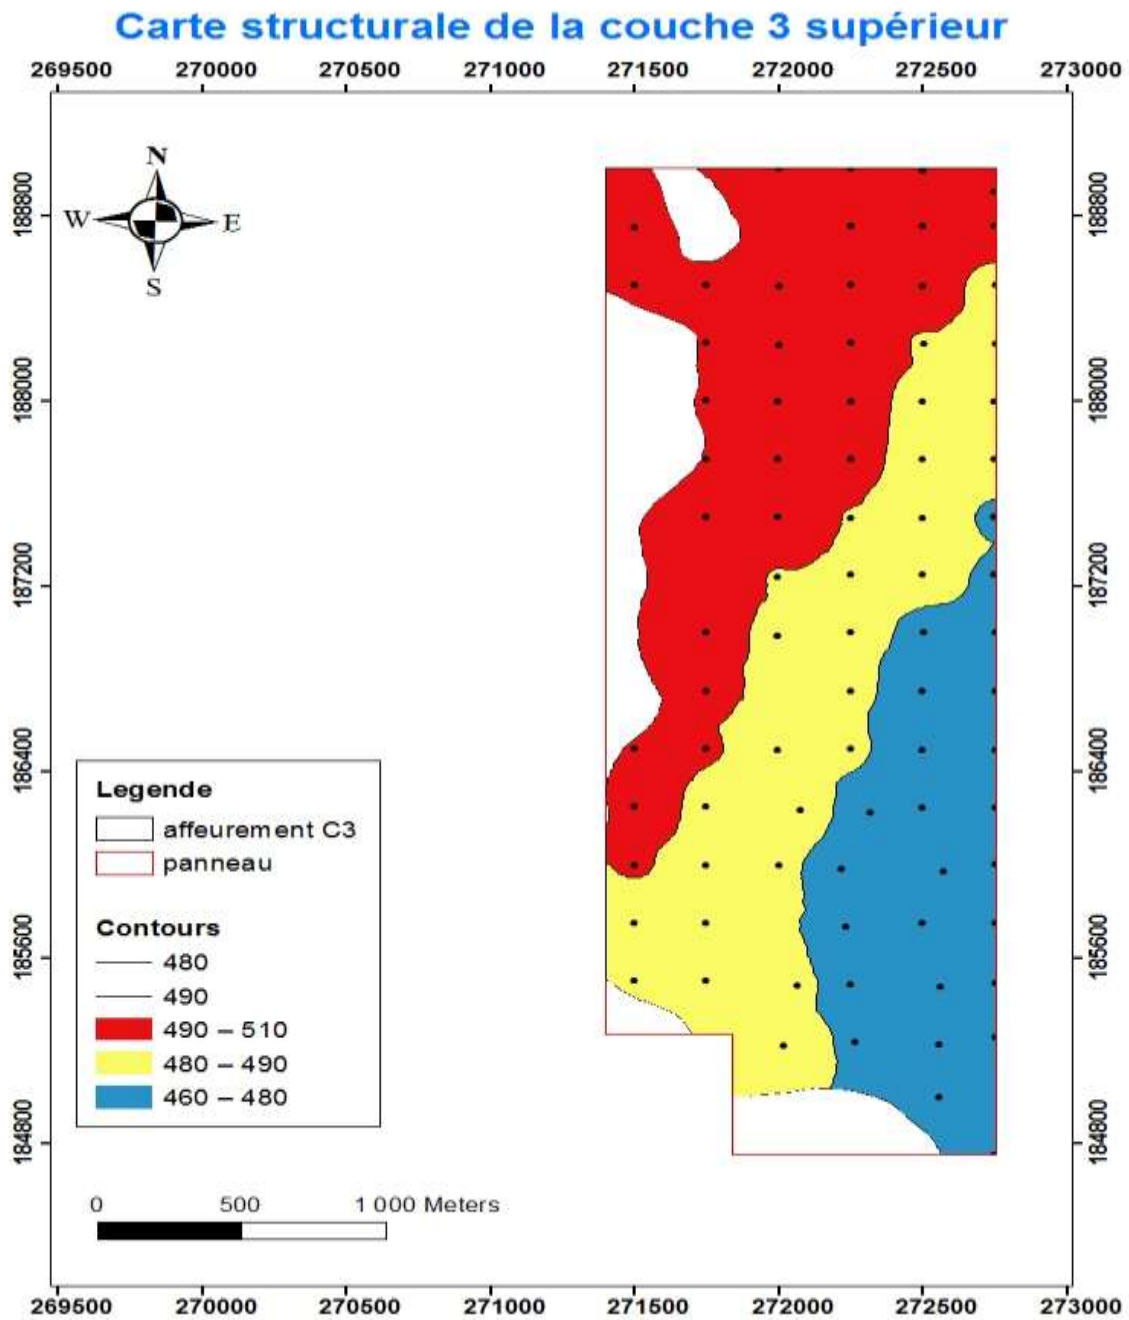 Carte structurale de la couche 3 supérieur
269500 270000 270500 271000 271500 272000 272500 273000
N
W E
S
188800 188800
188000 188000
187200 187200
186400 186400
185600 185600
184800 184800
Legende
affeurement C3
panneau
Contours
480
490
490 – 510
480 – 490
460 – 480
0 500 1 000 Meters
269500 270000 270500 271000 271500 272000 272500 273000